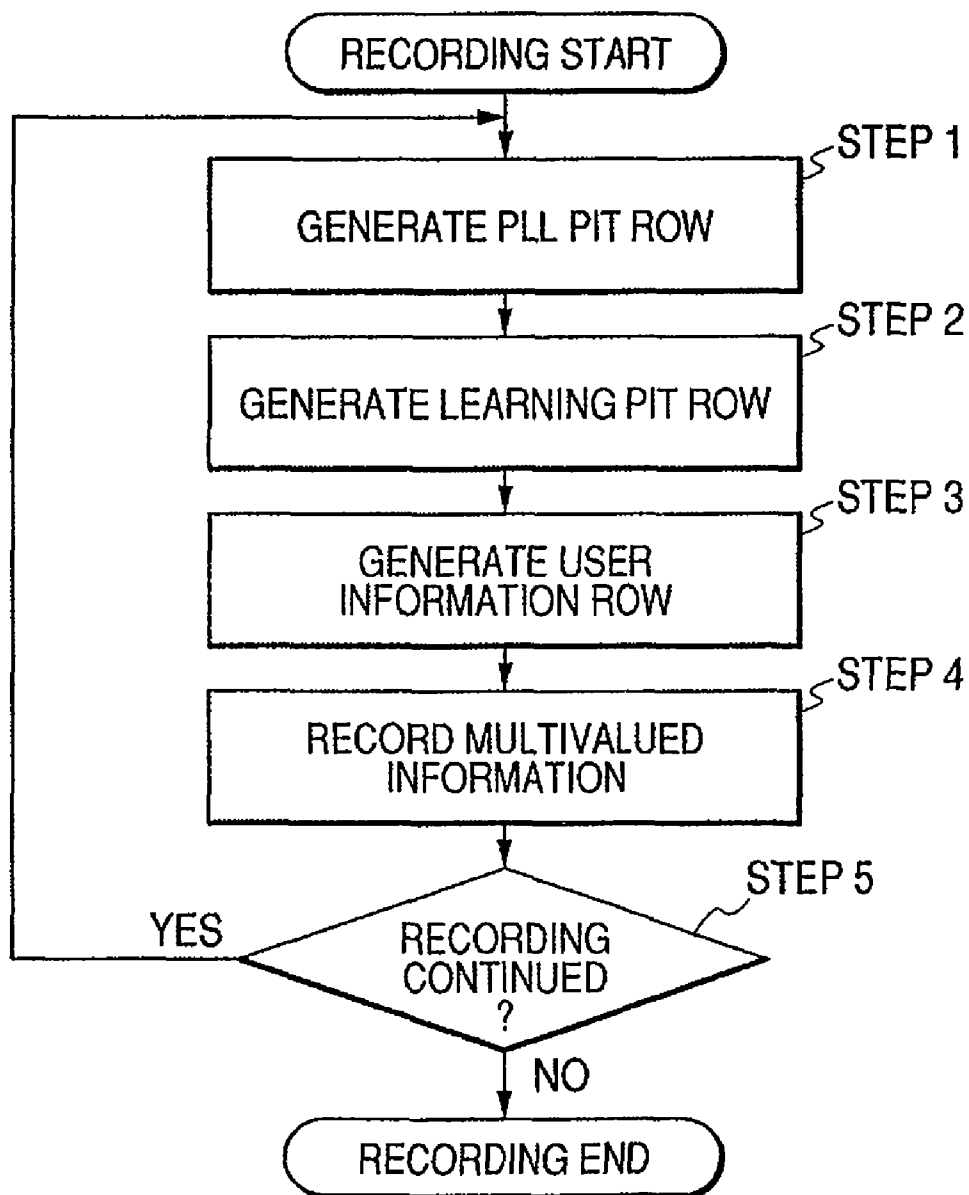 RECORDING START
STEP 1
GENERATE PLL PIT ROW
STEP 2
GENERATE LEARNING PIT ROW
STEP 3
GENERATE USER
INFORMATION ROW
STEP 4
RECORD MULTIVALUED
INFORMATION
STEP 5
YES
RECORDING
CONTINUED
?
NO
RECORDING END